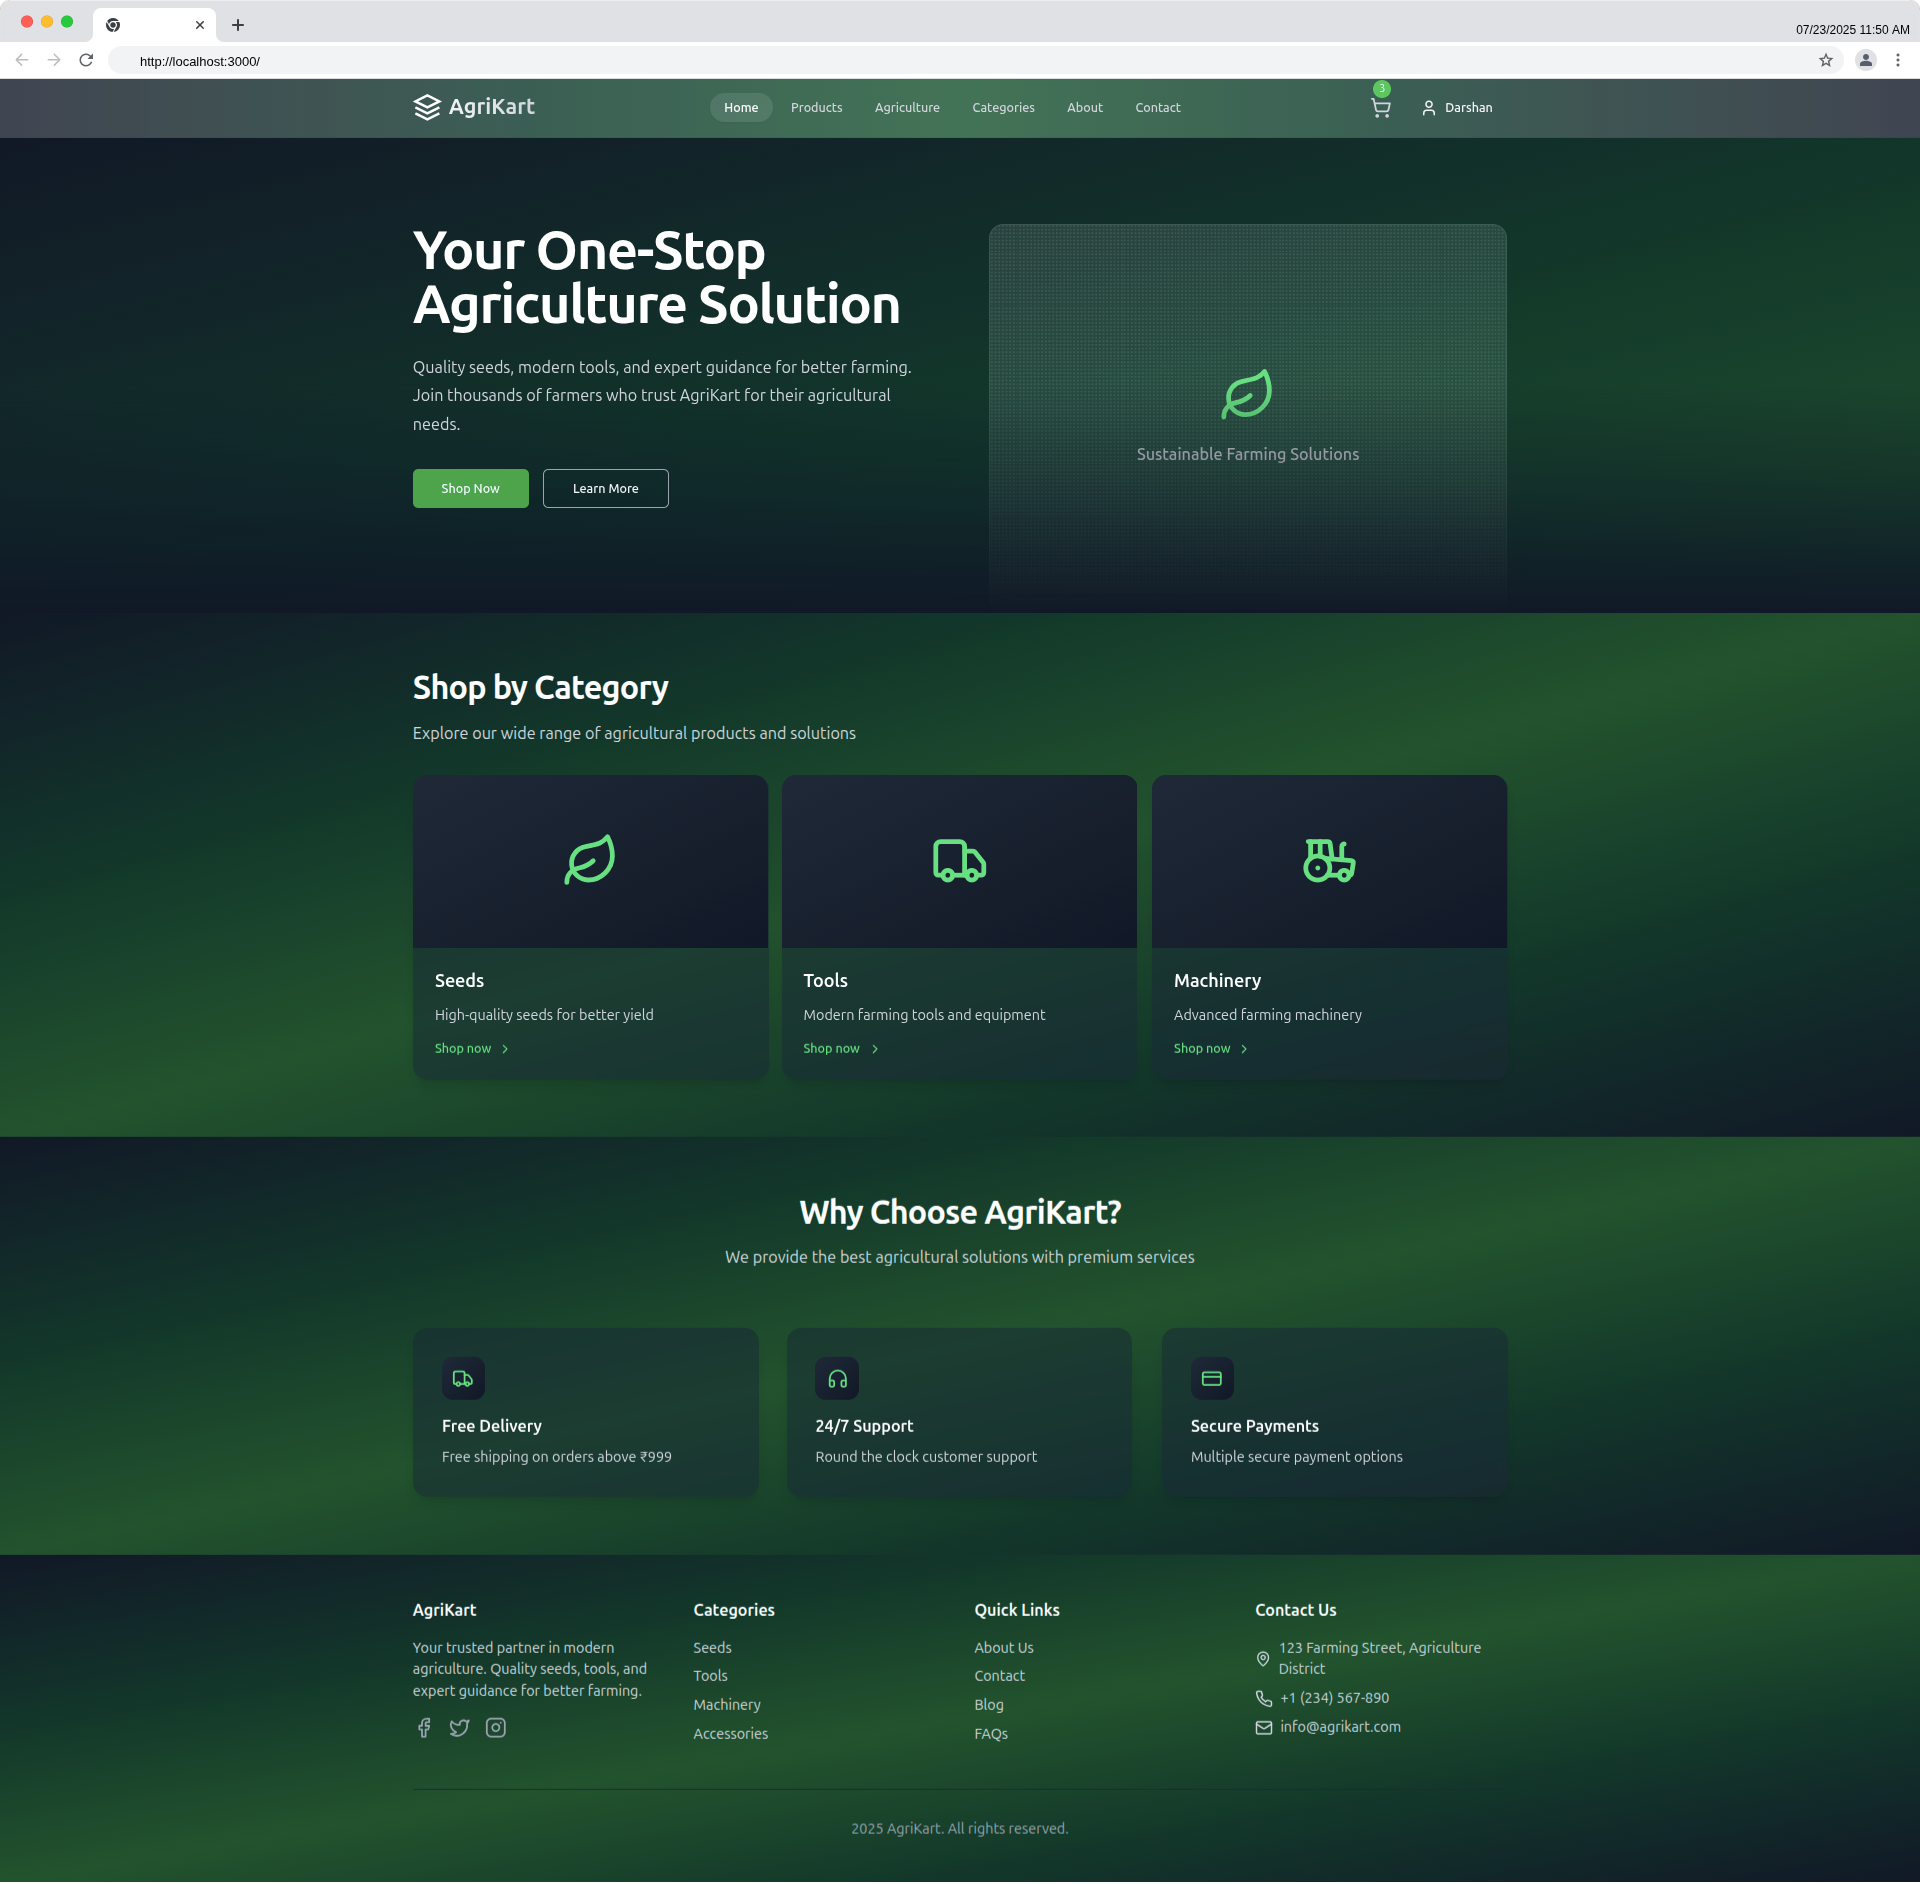 07/23/2025 11:50 AM
http://localhost:3000/
AgriKart
Home
Products
Agriculture
Categories
About
Contact
3
Darshan
Your One-Stop
Agriculture Solution
Quality seeds, modern tools, and expert guidance for better farming.
Join thousands of farmers who trust AgriKart for their agricultural
needs.
Shop Now
Learn More
Sustainable Farming Solutions
Shop by Category
Explore our wide range of agricultural products and solutions
Seeds
High-quality seeds for better yield
Shop now
Tools
Modern farming tools and equipment
Shop now
Machinery
Advanced farming machinery
Shop now
Why Choose AgriKart?
We provide the best agricultural solutions with premium services
Free Delivery
Free shipping on orders above ₹999
24/7 Support
Round the clock customer support
Secure Payments
Multiple secure payment options
AgriKart
Your trusted partner in modern
agriculture. Quality seeds, tools, and
expert guidance for better farming.
Categories
Seeds
Tools
Machinery
Accessories
Quick Links
About Us
Contact
Blog
FAQs
Contact Us
123 Farming Street, Agriculture
District
+1 (234) 567-890
info@agrikart.com
2025 AgriKart. All rights reserved.